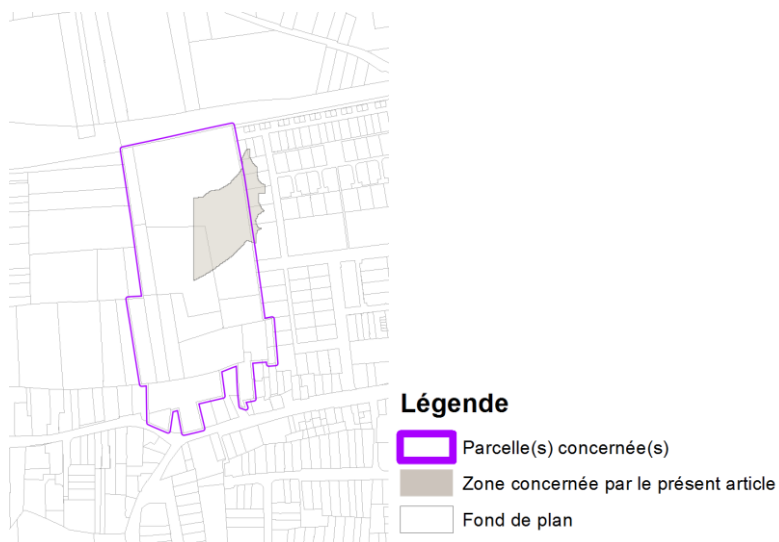 Légende
Parcelle(s) concernée(s)
Zone concernée par le présent article
Fond de plan